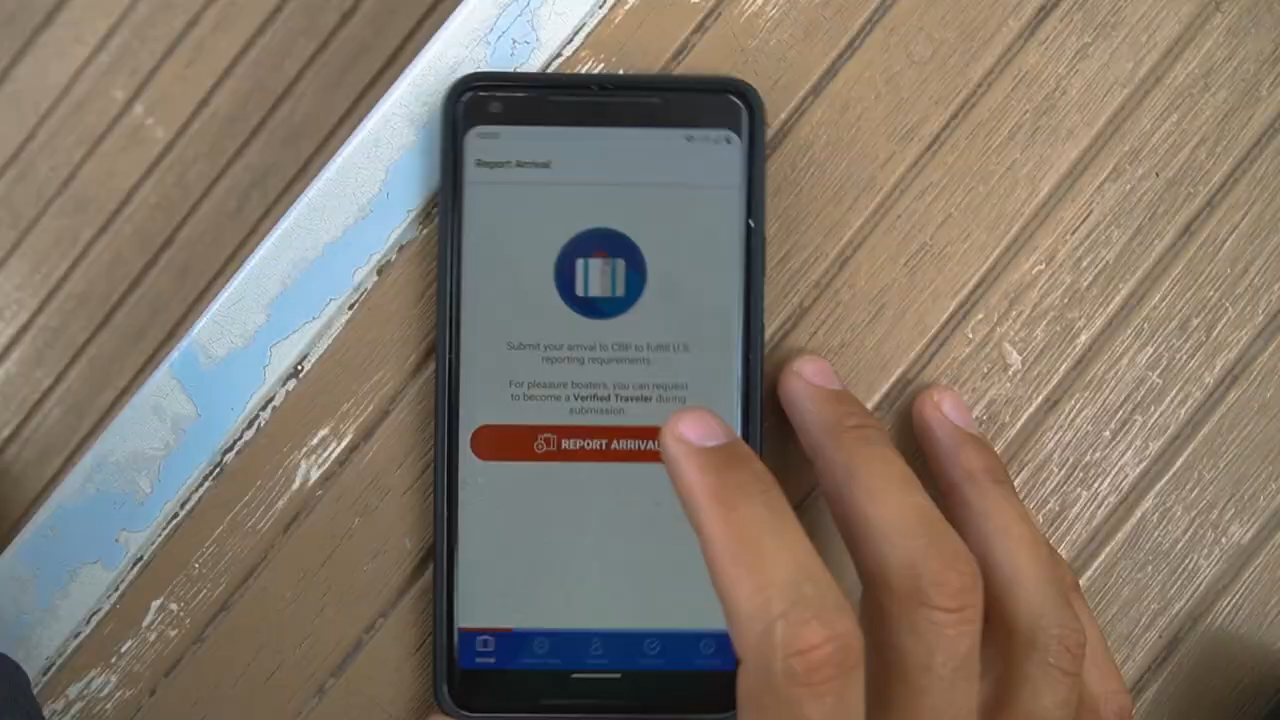 Report Arrival
Submit your arrival to CBP to fulfill U.S.
reporting requirements.
For pleasure boaters, you can request
to become a Verified Traveler during
submission.
REPORT ARRIVAL